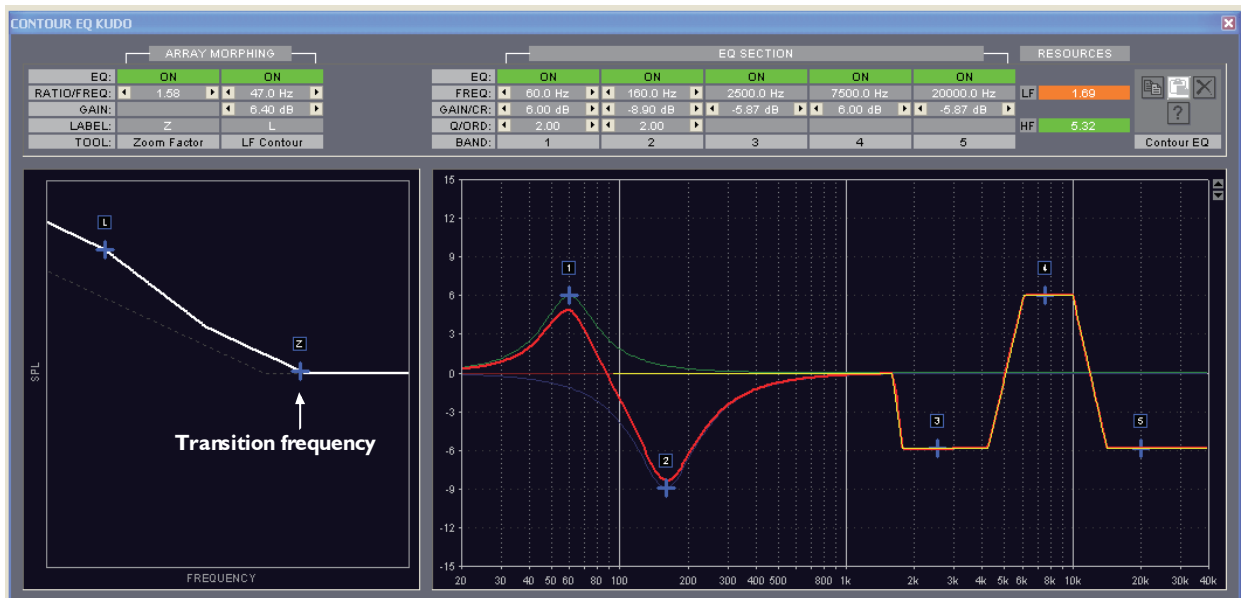 CONTOUR EQ KUDO
ARRAY MORPHING
EQ SECTION
RESOURCES
EQ: ON ON
RATIO/FREQ: 1.58 47.0 Hz
GAIN: 6.40 dB
LABEL: Z L
TOOL: Zoom Factor LF Contour
EQ: ON ON ON ON ON
FREQ: 60.0 Hz 160.0 Hz 2500.0 Hz 7500.0 Hz 20000.0 Hz
GAIN/CR: 6.00 dB -8.90 dB -5.87 dB 6.00 dB -5.87 dB
Q/ORD: 2.00 2.00
BAND: 1 2 3 4 5
LF 1.69
HF 5.32
?
Contour EQ
L
Z
SPL
Transition frequency
FREQUENCY
15
12
9
6
3
0
-3
-6
-9
-12
-15
1
2
3
4
5
20 30 40 50 60 80 100 200 300 400 500 800 1k 2k 3k 4k 5k 6k 8k 10k 20k 30k 40k